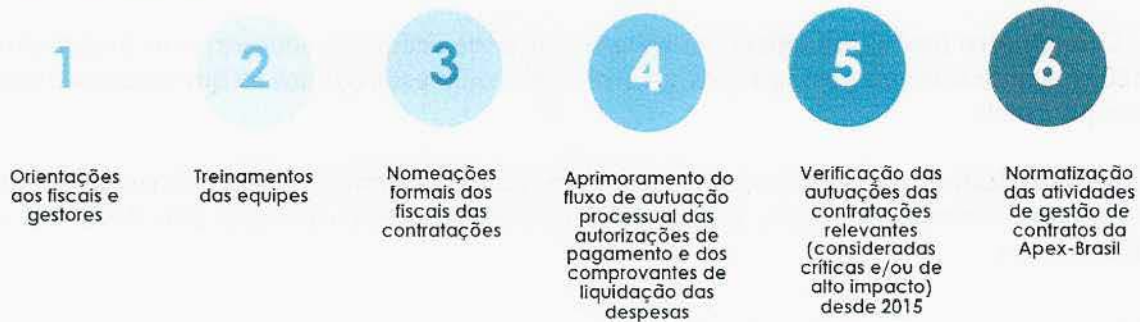 1
Orientações
aos fiscais e
gestores
2
Treinamentos
das equipes
3
Nomeações
formais dos
fiscais das
contratações
4
Aprimoramento do
fluxo de autuação
processual das
autorizações de
pagamento e dos
comprovantes de
liquidação das
despesas
5
Verificação das
autuações das
contratações
relevantes
(consideradas
críticas e/ou de
alto impacto)
desde 2015
6
Normatização
das atividades
de gestão de
contratos da
Apex-Brasil